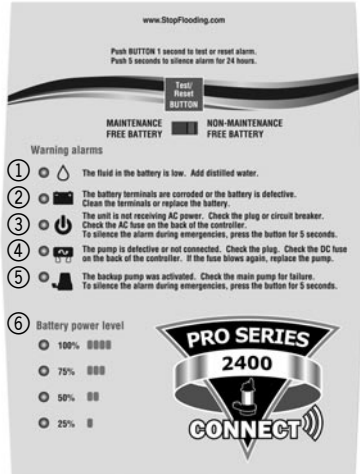 www.StopFlooding.com
Push BUTTON 1 second to test or reset alarm.
Push 5 seconds to silence alarm for 24 hours.
Test/
Reset
BUTTON
MAINTENANCE
FREE BATTERY
NON-MAINTENANCE
FREE BATTERY
Warning alarms
① The fluid in the battery is low. Add distilled water.
② The battery terminals are corroded or the battery is defective.
Clean the terminals or replace the battery.
③ The unit is not receiving AC power. Check the plug or circuit breaker.
Check the AC fuse on the back of the controller.
To silence the alarm during emergencies, press the button for 5 seconds.
④ The pump is defective or not connected. Check the plug. Check the DC fuse
on the back of the controller. If the fuse blows again, replace the pump.
⑤ The backup pump was activated. Check the main pump for failure.
To silence the alarm during emergencies, press the button for 5 seconds.
⑥ Battery power level
100%
75%
50%
25%
PRO SERIES
2400
CONNECT